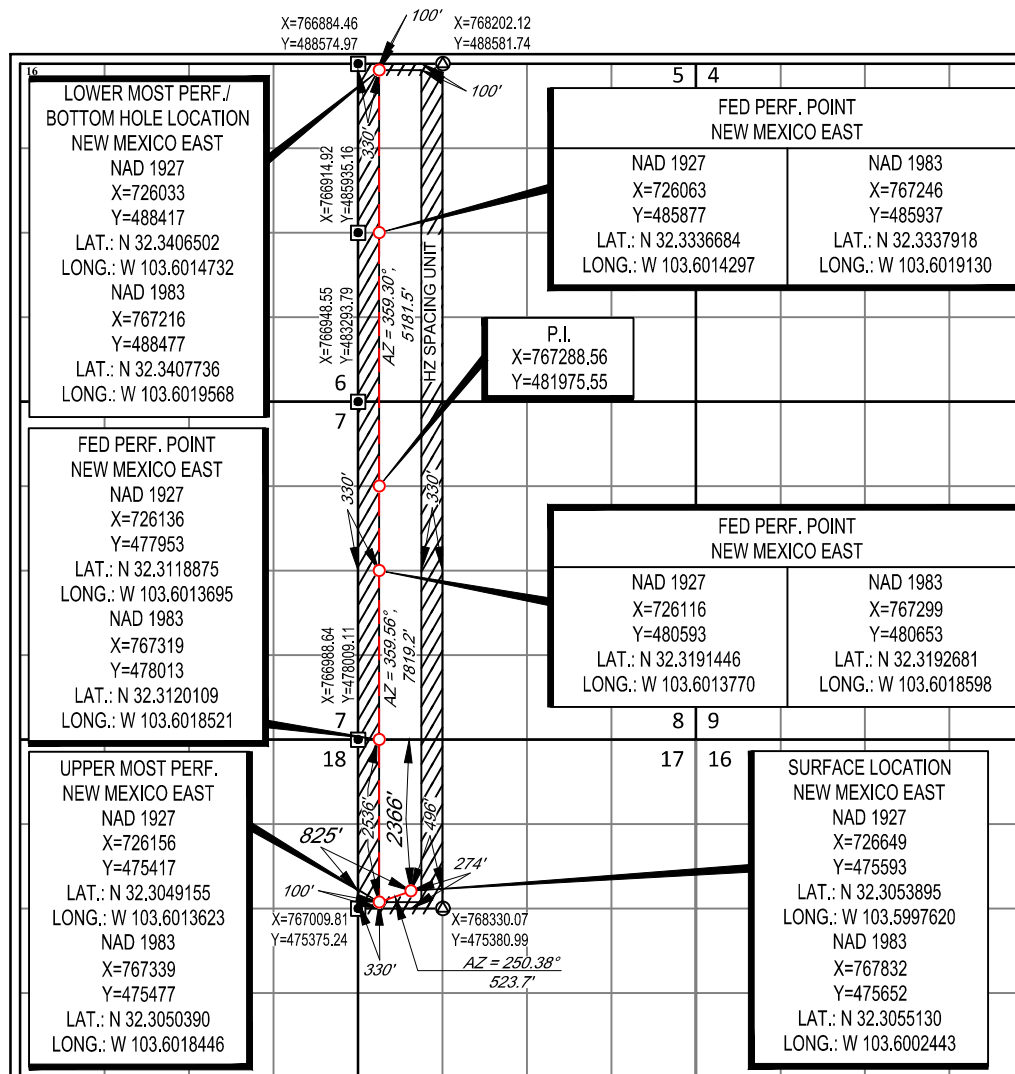 X=766884.46
Y=488574.97
100'
X=768202.12
Y=488581.74
16
5 4
100'
LOWER MOST PERF./
BOTTOM HOLE LOCATION
NEW MEXICO EAST
NAD 1927
X=726033
Y=488417
LAT.: N 32.3406502
LONG.: W 103.6014732
NAD 1983
X=767216
Y=488477
LAT.: N 32.3407736
LONG.: W 103.6019568
330'
X=766914.92
Y=485935.16
FED PERF. POINT
NEW MEXICO EAST
NAD 1927
X=726063
Y=485877
LAT.: N 32.3336684
LONG.: W 103.6014297
NAD 1983
X=767246
Y=485937
LAT.: N 32.3337918
LONG.: W 103.6019130
X=766948.55
Y=483293.79
AZ = 359.30°,
5181.5'
HZ SPACING UNIT
P.I.
X=767288.56
Y=481975.55
6
7
FED PERF. POINT
NEW MEXICO EAST
NAD 1927
X=726136
Y=477953
LAT.: N 32.3118875
LONG.: W 103.6013695
NAD 1983
X=767319
Y=478013
LAT.: N 32.3120109
LONG.: W 103.6018521
330'
330'
FED PERF. POINT
NEW MEXICO EAST
NAD 1927
X=726116
Y=480593
LAT.: N 32.3191446
LONG.: W 103.6013770
NAD 1983
X=767299
Y=480653
LAT.: N 32.3192681
LONG.: W 103.6018598
X=766988.64
Y=478009.11
AZ = 359.56°,
7819.2'
7
18
8 9
17 16
UPPER MOST PERF.
NEW MEXICO EAST
NAD 1927
X=726156
Y=475417
LAT.: N 32.3049155
LONG.: W 103.6013623
NAD 1983
X=767339
Y=475477
LAT.: N 32.3050390
LONG.: W 103.6018446
2536'
2366'
496'
825'
274'
100'
X=767009.81
Y=475375.24
330'
X=768330.07
Y=475380.99
AZ = 250.38°
523.7'
SURFACE LOCATION
NEW MEXICO EAST
NAD 1927
X=726649
Y=475593
LAT.: N 32.3053895
LONG.: W 103.5997620
NAD 1983
X=767832
Y=475652
LAT.: N 32.3055130
LONG.: W 103.6002443